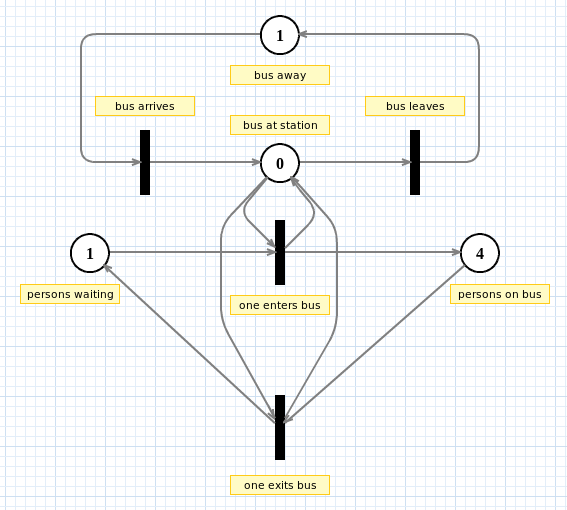 1
bus away
bus arrives
bus leaves
bus at station
0
1
4
persons waiting
one enters bus
persons on bus
one exits bus